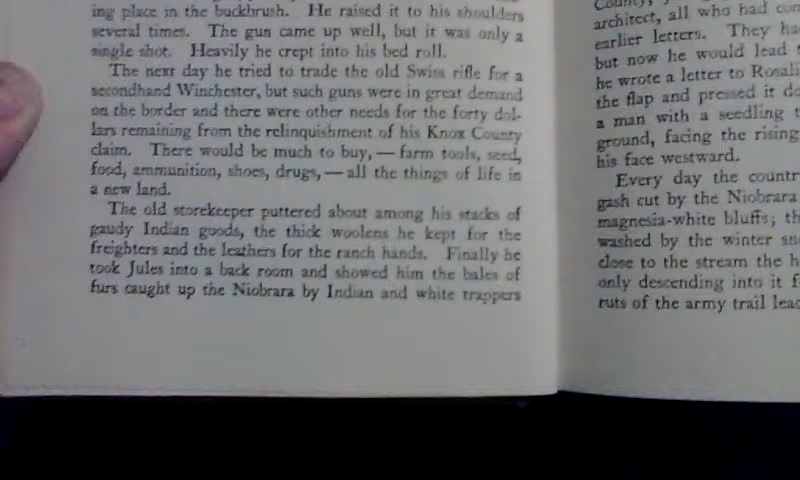 ing place in the buckbrush. He raised it to his shoulders
several times. The gun came up well, but it was only a
single shot. Heavily he crept into his bed roll.
The next day he tried to trade the old Swiss rifle for a
secondhand Winchester, but such guns were in great demand
on the border and there were other needs for the forty dol-
lars remaining from the relinquishment of his Knox County
claim. There would be much to buy, — farm tools, seed,
food, ammunition, shoes, drugs, — all the things of life in
a new land.
The old storekeeper puttered about among his stacks of
gaudy Indian goods, the thick woolens he kept for the
freighters and the leathers for the ranch hands. Finally he
took Jules into a back room and showed him the bales of
furs caught up the Niobrara by Indian and white trappers
architect, all who had
earlier letters. They
but now he would lead
he wrote a letter to
the flap and pressed it
a man with a seedling
ground, facing the rising
his face westward.
Every day the
gash cut by the Niobrara
magnesia-white bluffs;
washed by the winter
close to the stream the
only descending into it
ruts of the army trail